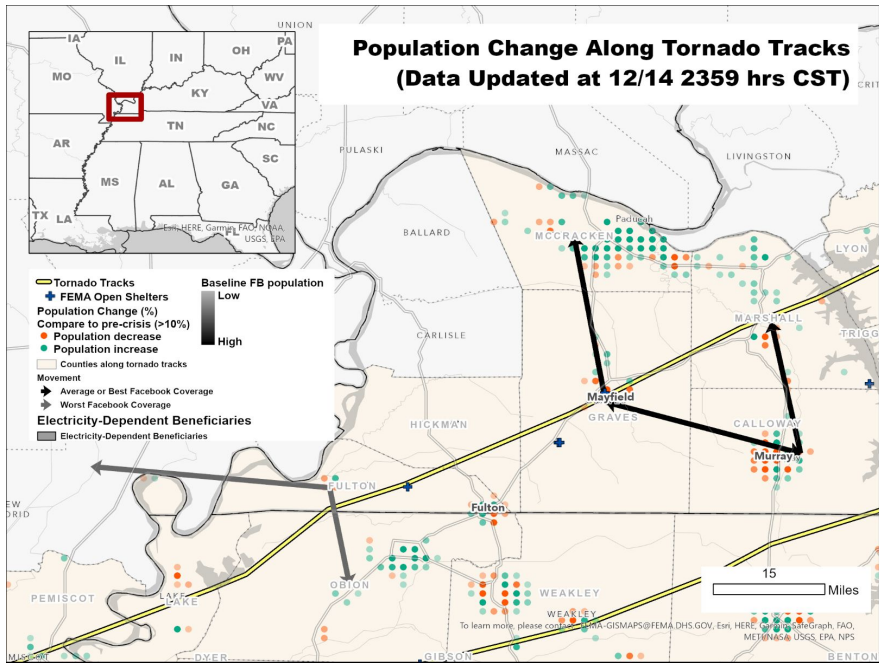 Population Change Along Tornado Tracks
(Data Updated at 12/14 2359 hrs CST)
UNION
IA
IL
IN
OH
PA
MO
WV
KY
VA
TN
NC
AR
SC
MS
AL
GA
TX
LA
FL
Esri, HERE, Garmin, FAO, NOAA,
USGS, EPA
PULASKI
MASSAC
LIVINGSTON
CRIT
BALLARD
Paducah
MCCRACKEN
LYON
Tornado Tracks
FEMA Open Shelters
Population Change (%)
Compare to pre-crisis (>10%)
Population decrease
Population increase
Counties along tornado tracks
Movement
Average or Best Facebook Coverage
Worst Facebook Coverage
Electricity-Dependent Beneficiaries
Electricity-Dependent Beneficiaries
Baseline FB population
Low
High
CARLISLE
MARSHALL
TRIGG
Mayfield
GRAVES
HICKMAN
CALLOWAY
Murray
FULTON
Fulton
EW
DRID
OBION
PEMISCOT
LAKE
LAKE
WEAKLEY
WEAKLEY
15
Miles
To learn more, please contact FEMA-GISMAPS@FEMA.DHS.GOV, Esri, HERE, Garmin, SafeGraph, FAO,
METI/NASA, USGS, EPA, NPS
DYER
GIBSON
BENTON